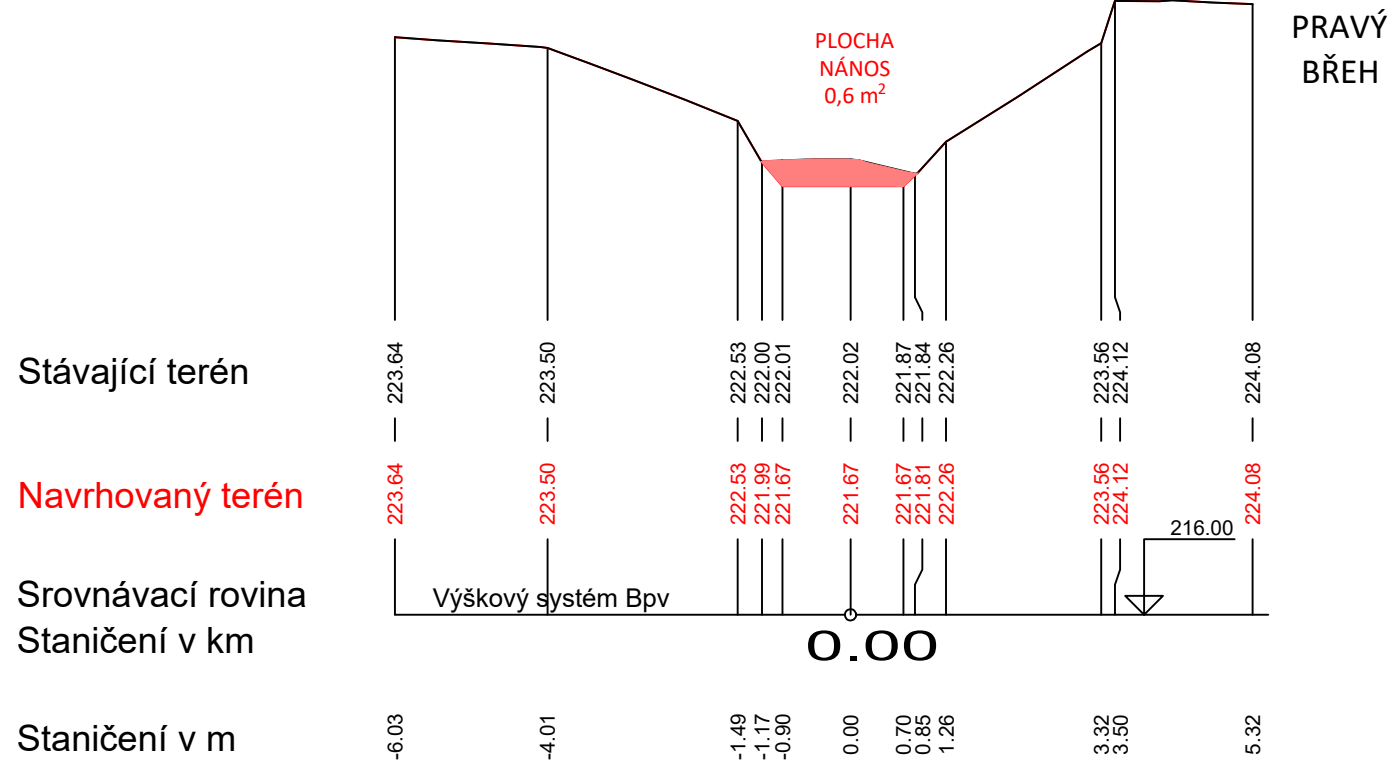 PLOCHA
NÁNOS
0,6 m²
PRAVÝ
BŘEH
Stávající terén
223.64 223.50 222.53 222.00 222.01 222.02 221.87 221.84 222.26 223.56 224.12 224.08
Navrhovaný terén
223.64 223.50 222.53 221.99 221.67 221.67 221.67 221.81 222.26 223.56 224.12 224.08
216.00
Srovnávací rovina
Výškový systém Bpv
Staničení v km
0.00
Staničení v m
-6.03 -4.01 -1.49 -1.17 -0.90 0.00 0.70 0.85 1.26 3.32 3.50 5.32